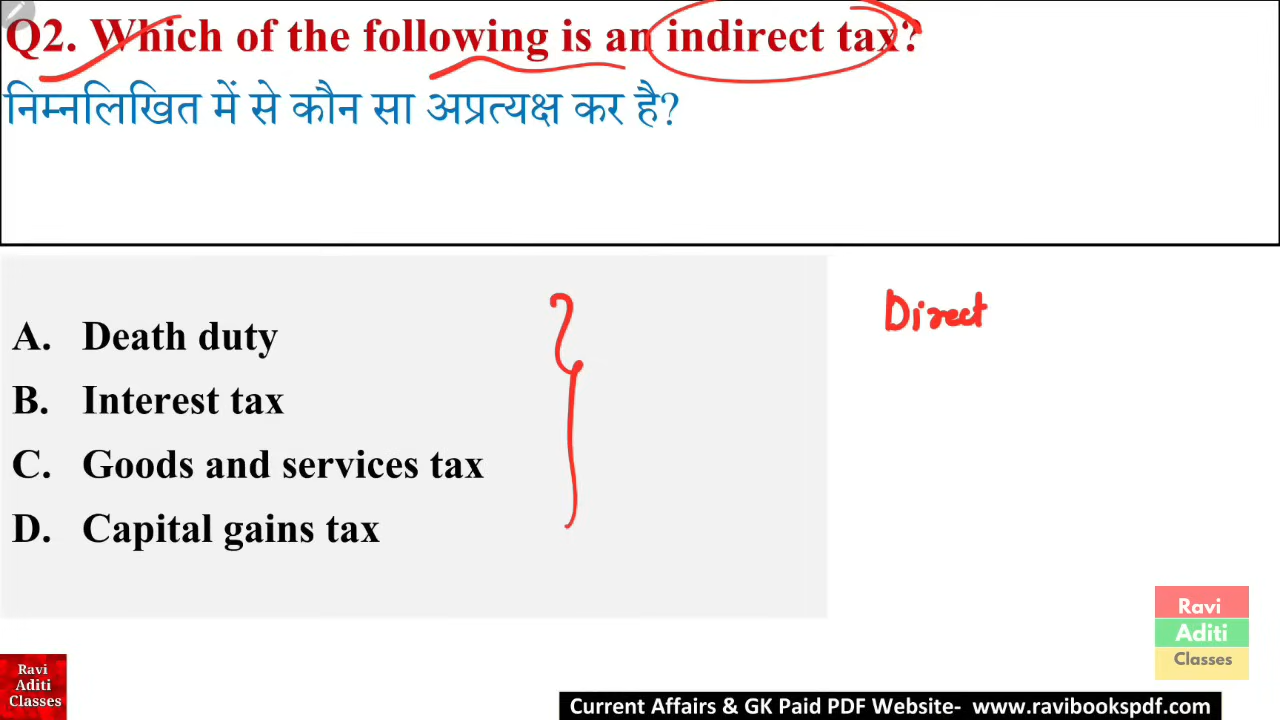 Q2. Which of the following is an indirect tax?
निम्नलिखित में से कौन सा अप्रत्यक्ष कर है?
A. Death duty
B. Interest tax
C. Goods and services tax
D. Capital gains tax
Direct
Ravi
Aditi
Classes
Ravi
Aditi
Classes
Current Affairs & GK Paid PDF Website- www.ravibookspdf.com